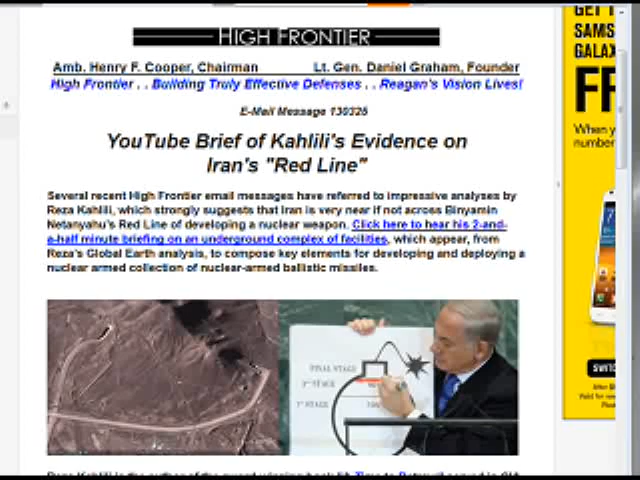 HIGH FRONTIER
Amb. Henry F. Cooper, Chairman Lt. Gen. Daniel Graham, Founder
High Frontier . . Building Truly Effective Defenses . . Reagan's Vision Lives!
E-Mail Message 130325
YouTube Brief of Kahlili's Evidence on
Iran's "Red Line"
Several recent High Frontier email messages have referred to impressive analyses by
Reza Kahlili, which strongly suggests that Iran is very near if not across Binyamin
Netanyahu's Red Line of developing a nuclear weapon. Click here to hear his 2-and-
a-half minute briefing on an underground complex of facilities, which appear, from
Reza's Global Earth analysis, to compose key elements for developing and deploying a
nuclear armed collection of nuclear-armed ballistic missiles.
FINAL STAGE
STAGE
1ST STAGE
GET
SAMS
GALAX
When y
number